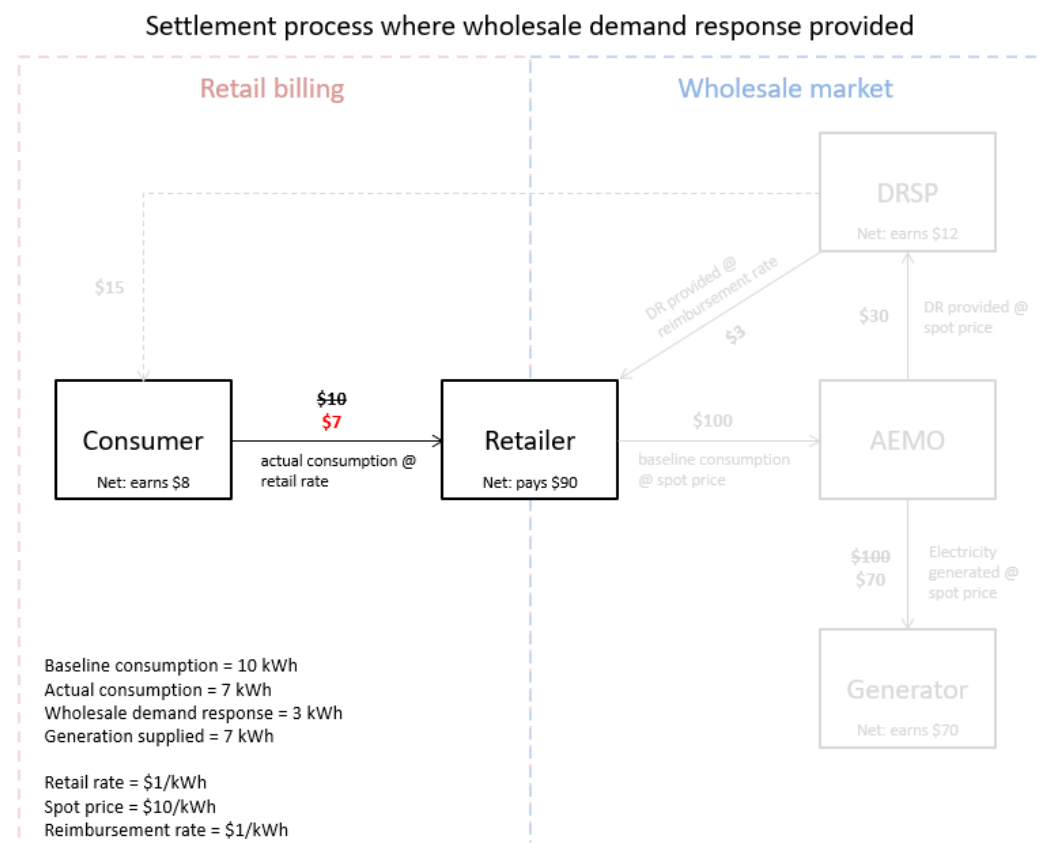 Settlement process where wholesale demand response provided
Retail billing
Wholesale market
DRSP
Net: earns $12
$15
DR provided @
reimbursement rate
$3
$30
DR provided @
spot price
Consumer
Net: earns $8
$10
$7
actual consumption @
retail rate
Retailer
Net: pays $90
$100
baseline consumption
@ spot price
AEMO
$100
$70
Electricity
generated @
spot price
Generator
Net: earns $70
Baseline consumption = 10 kWh
Actual consumption = 7 kWh
Wholesale demand response = 3 kWh
Generation supplied = 7 kWh
Retail rate = $1/kWh
Spot price = $10/kWh
Reimbursement rate = $1/kWh